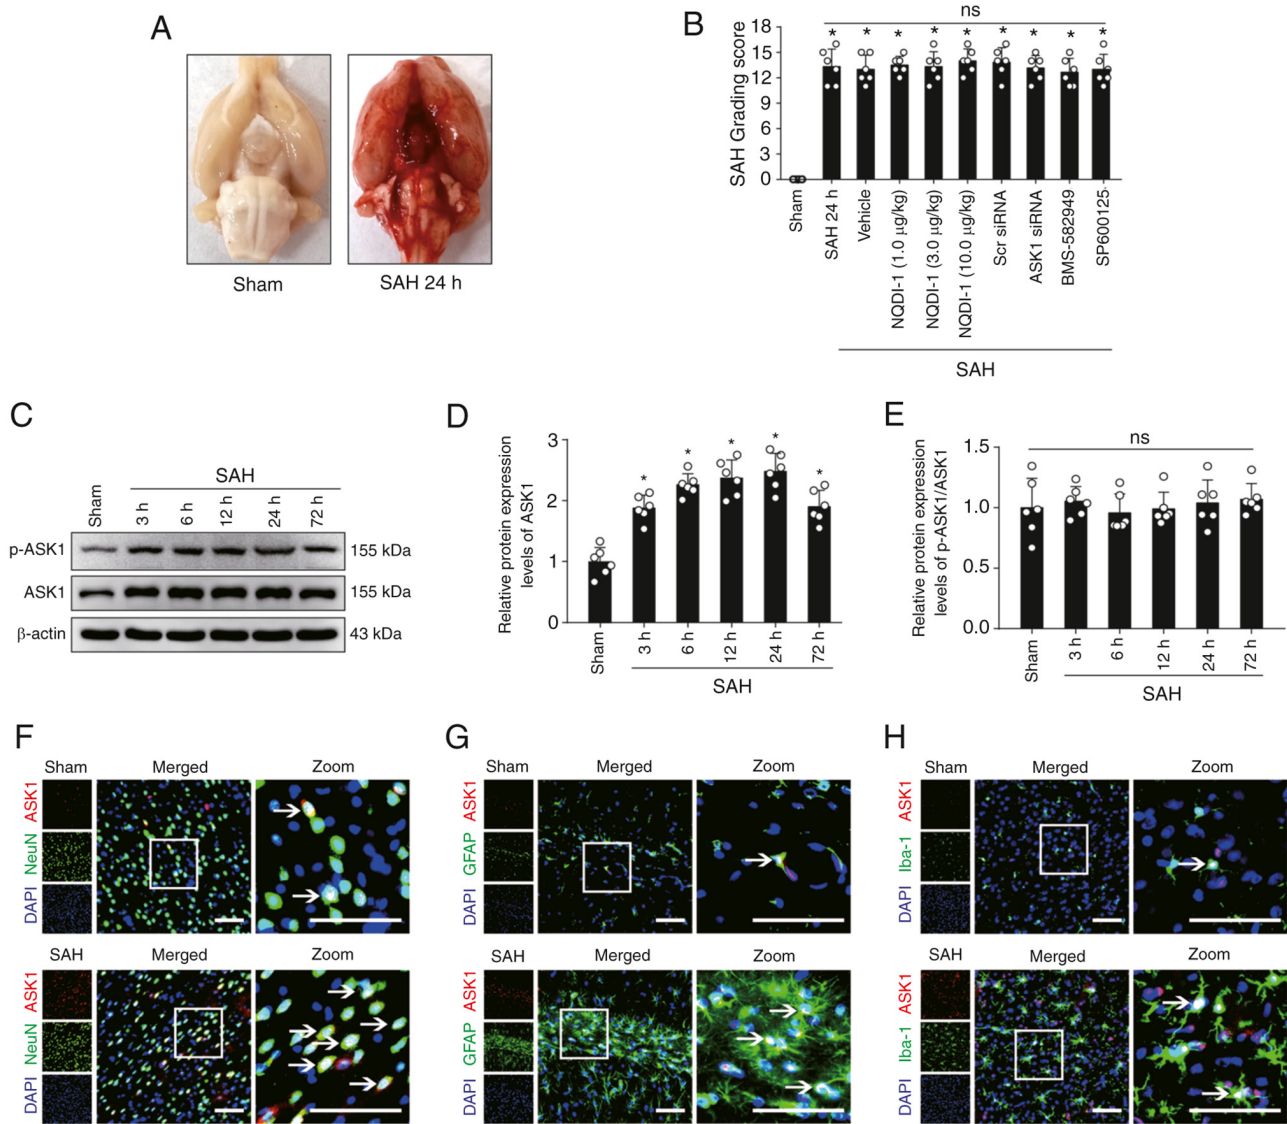 A
Sham
SAH 24 h
B
SAH Grading score
18
15
12
9
6
3
0
ns
* * * * * * * * *
Sham
SAH 24 h
Vehicle
NQDI-1 (1.0 μg/kg)
NQDI-1 (3.0 μg/kg)
NQDI-1 (10.0 μg/kg)
Scr siRNA
ASK1 siRNA
BMS-582949
SP600125
SAH
C
SAH
Sham
3 h
6 h
12 h
24 h
72 h
p-ASK1
155 kDa
ASK1
155 kDa
β-actin
43 kDa
D
Relative protein expression
levels of ASK1
3
2
1
0
* * * * *
Sham
3 h
6 h
12 h
24 h
72 h
SAH
E
Relative protein expression
levels of p-ASK1/ASK1
1.5
1.0
0.5
0.0
ns
Sham
3 h
6 h
12 h
24 h
72 h
SAH
F
Sham
Merged
Zoom
ASK1
NeuN
DAPI
SAH
Merged
Zoom
ASK1
NeuN
DAPI
G
Sham
Merged
Zoom
ASK1
GFAP
DAPI
SAH
Merged
Zoom
ASK1
GFAP
DAPI
H
Sham
Merged
Zoom
ASK1
Iba-1
DAPI
SAH
Merged
Zoom
ASK1
Iba-1
DAPI